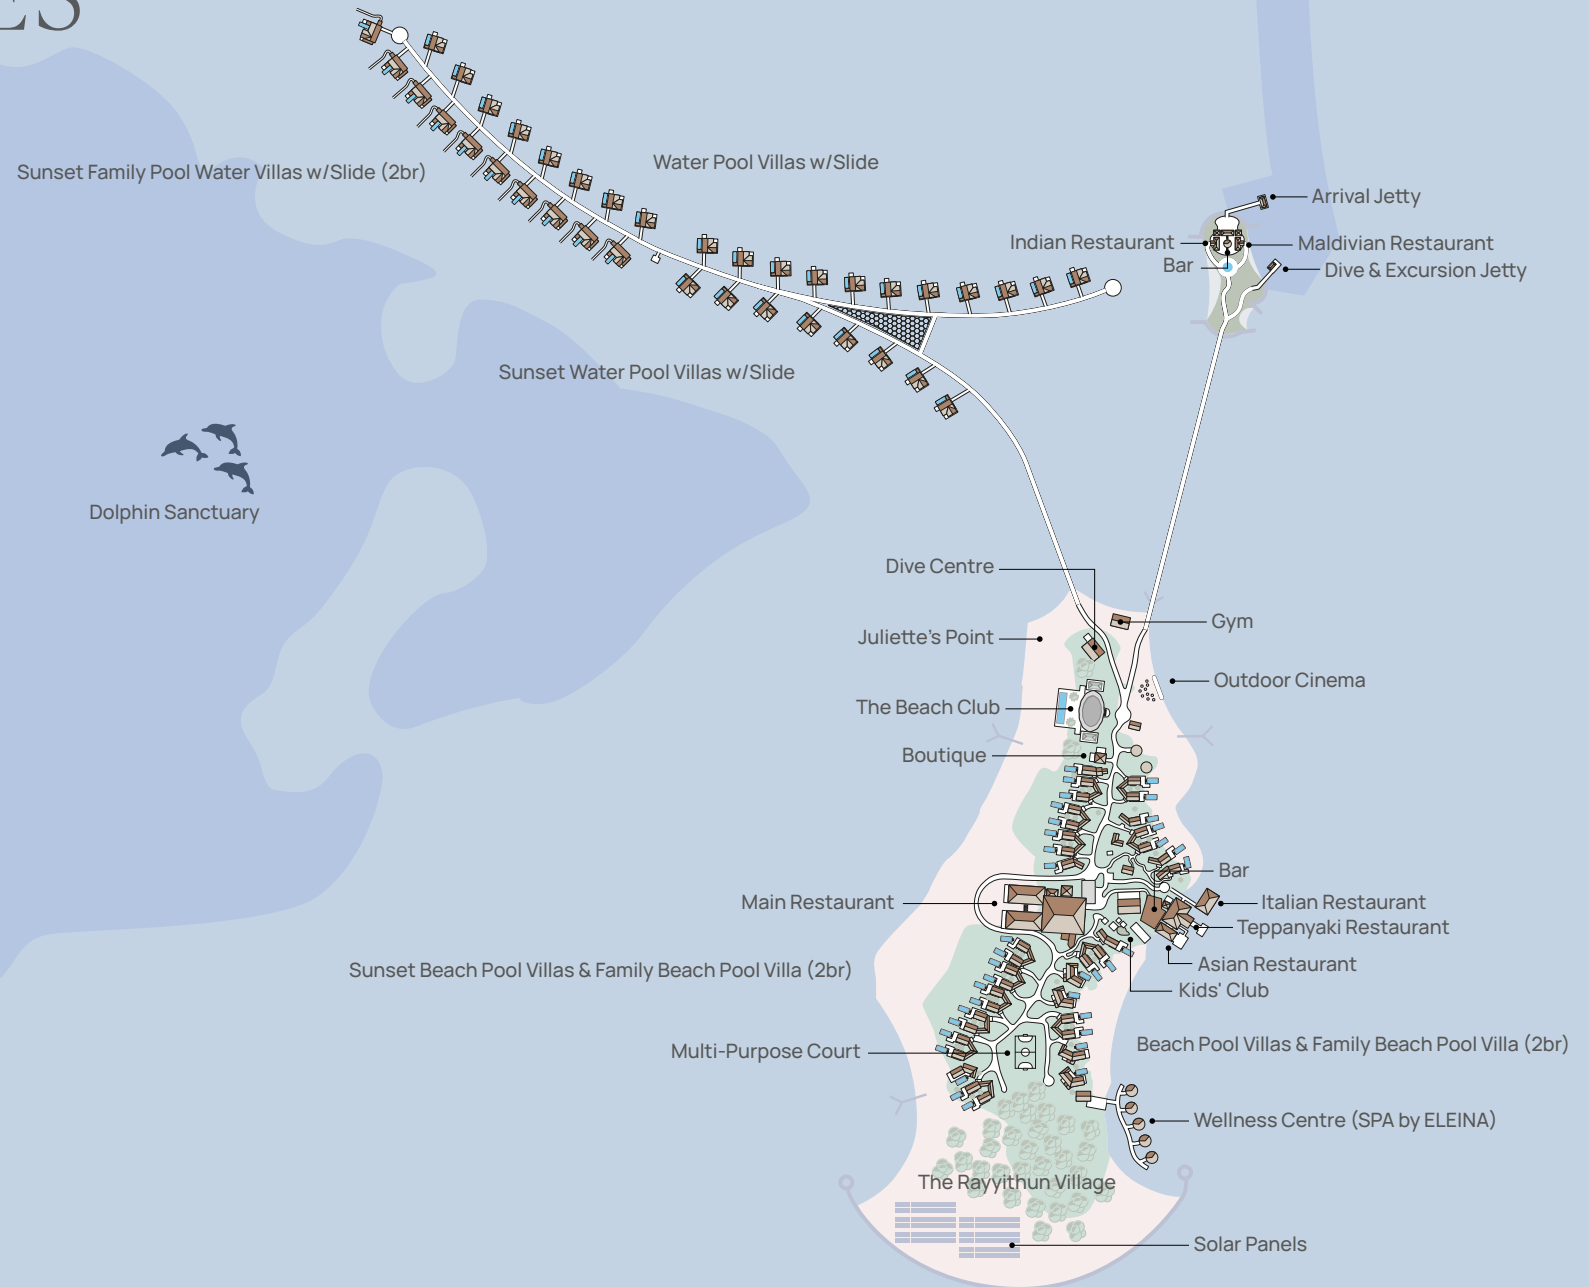 ES
Water Pool Villas w/Slide
Sunset Family Pool Water Villas w/Slide (2br)
Arrival Jetty
Indian Restaurant
Maldivian Restaurant
Bar
Dive & Excursion Jetty
Sunset Water Pool Villas w/Slide
Dolphin Sanctuary
Dive Centre
Gym
Juliette's Point
Outdoor Cinema
The Beach Club
Boutique
Bar
Main Restaurant
Italian Restaurant
Teppanyaki Restaurant
Asian Restaurant
Sunset Beach Pool Villas & Family Beach Pool Villa (2br)
Kids' Club
Beach Pool Villas & Family Beach Pool Villa (2br)
Multi-Purpose Court
Wellness Centre (SPA by ELEINA)
The Rayyithun Village
Solar Panels